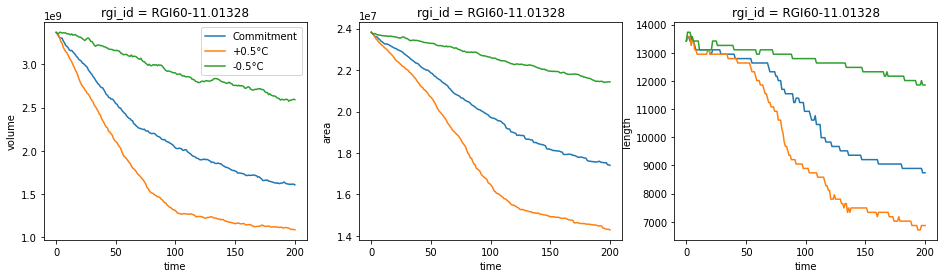 rgi_id = RGI60-11.01328
1e9
volume
3.0
2.5
2.0
1.5
1.0
0
50
100
150
200
time
Commitment
+0.5°C
-0.5°C
rgi_id = RGI60-11.01328
1e7
area
2.4
2.2
2.0
1.8
1.6
1.4
0
50
100
150
200
time
rgi_id = RGI60-11.01328
length
14000
13000
12000
11000
10000
9000
8000
7000
0
50
100
150
200
time